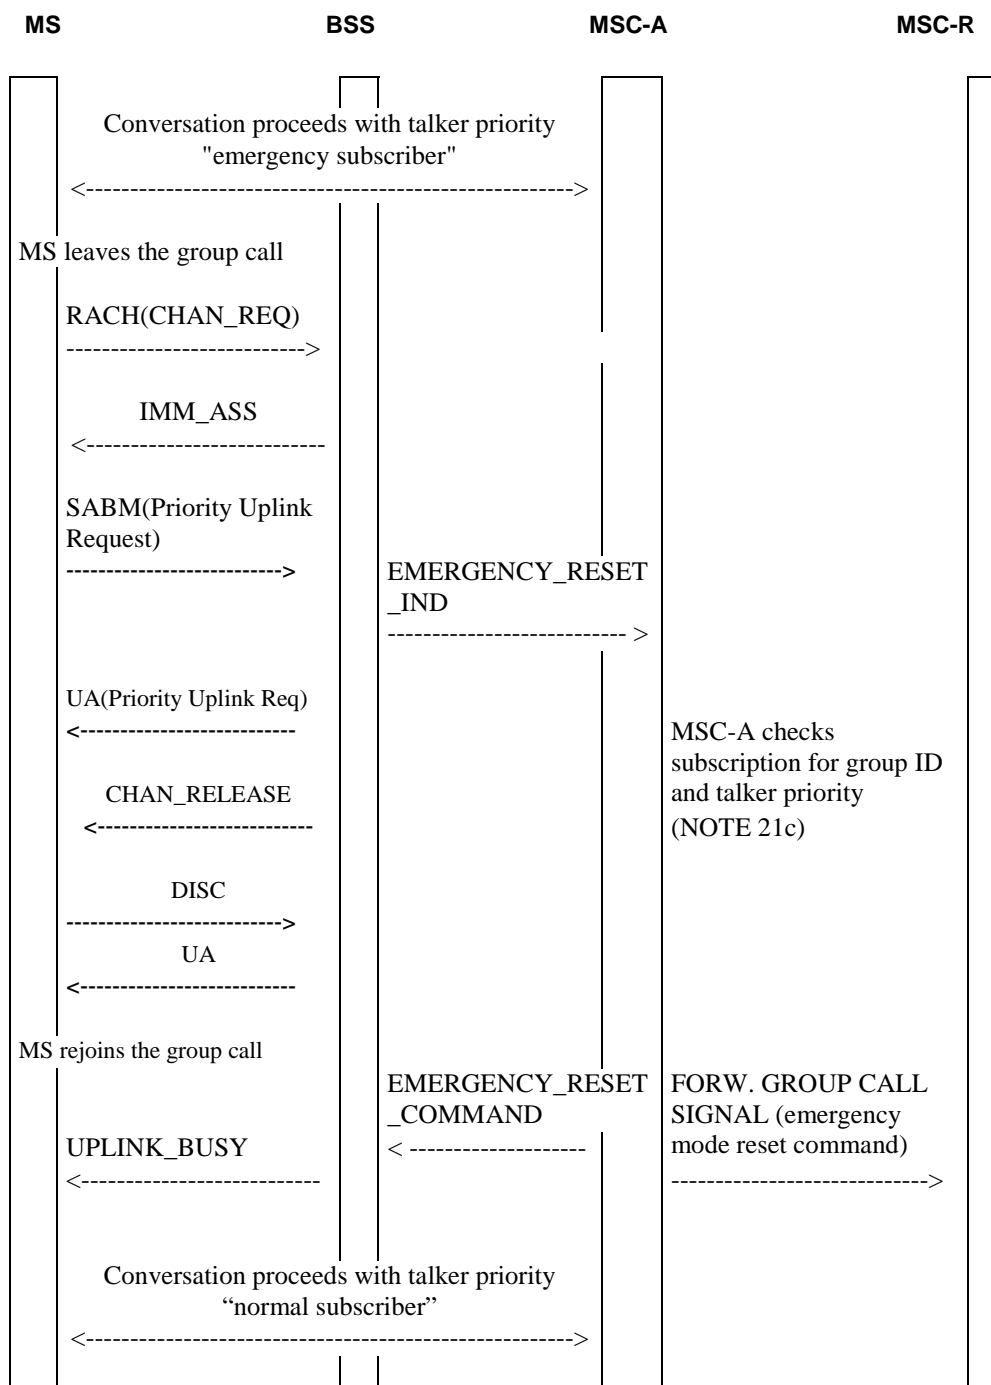 MS BSS MSC-A MSC-R
Conversation proceeds with talker priority
"emergency subscriber"
<------------------------------------------------------->
MS leaves the group call
RACH(CHAN_REQ)
--------------------------->
IMM_ASS
<---------------------------
SABM(Priority Uplink
Request)
--------------------------->
EMERGENCY_RESET
_IND
--------------------------- >
UA(Priority Uplink Req)
<---------------------------
MSC-A checks
subscription for group ID
and talker priority
(NOTE 21c)
CHAN_RELEASE
<---------------------------
DISC
--------------------------->
UA
<---------------------------
MS rejoins the group call
EMERGENCY_RESET
_COMMAND
< --------------------
FORW. GROUP CALL
SIGNAL (emergency
mode reset command)
----------------------------->
UPLINK_BUSY
<---------------------------
Conversation proceeds with talker priority
“normal subscriber”
<------------------------------------------------------->